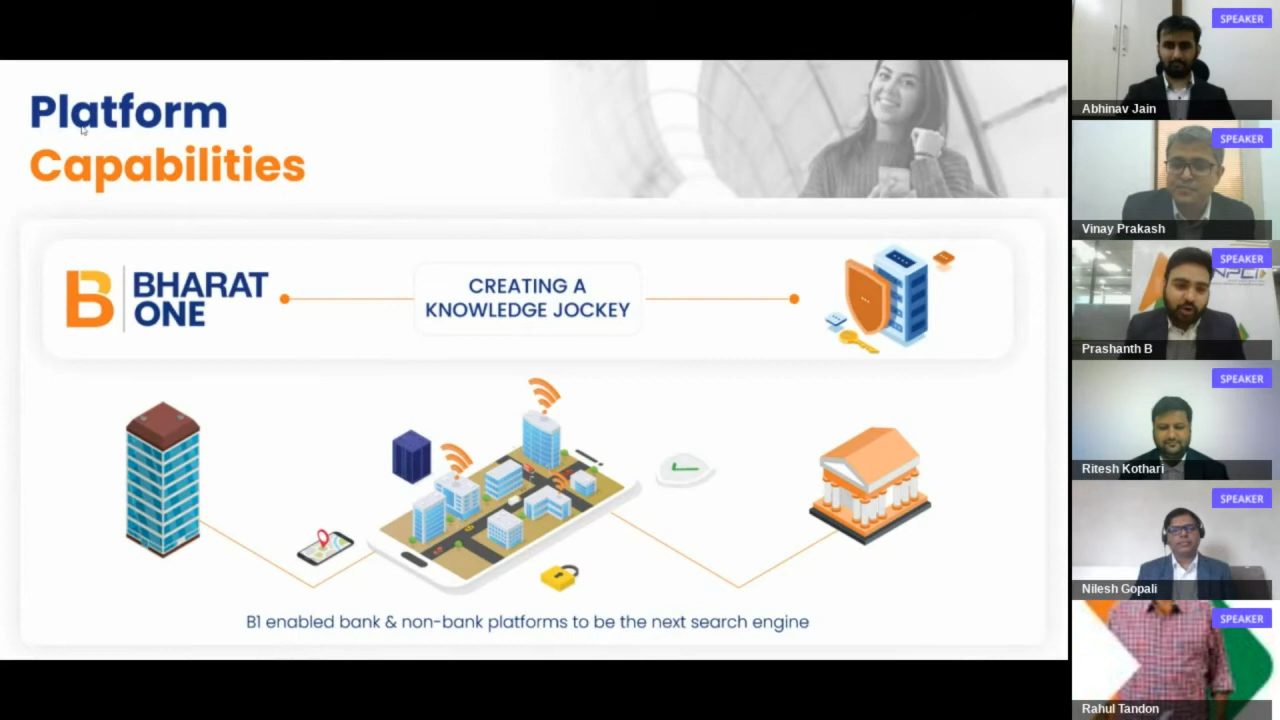 Platform
Capabilities
BHARAT
ONE
CREATING A
KNOWLEDGE JOCKEY
B1 enabled bank & non-bank platforms to be the next search engine
SPEAKER
Abhinav Jain
SPEAKER
Vinay Prakash
SPEAKER
NPCI
Prashanth B
SPEAKER
Ritesh Kothari
SPEAKER
Nilesh Gopali
SPEAKER
Rahul Tandon